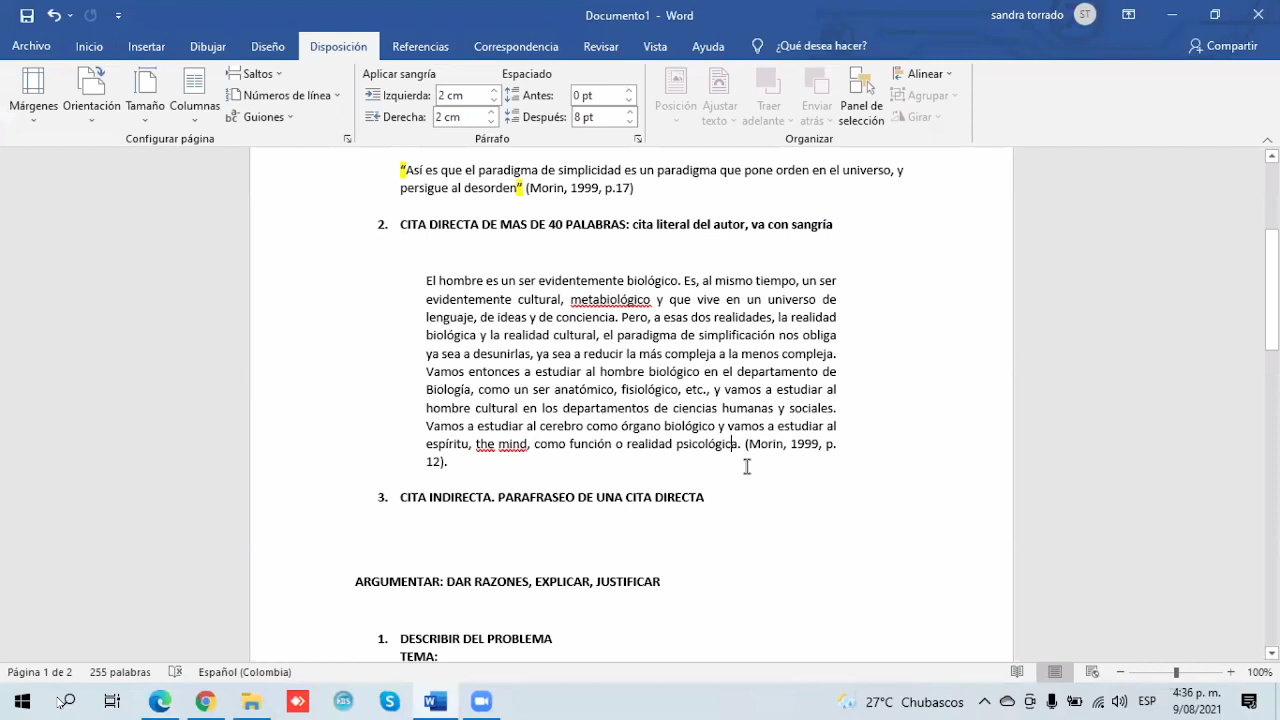 Documento1 - Word
sandra torrado
ST
Archivo
Inicio
Insertar
Dibujar
Diseño
Disposición
Referencias
Correspondencia
Revisar
Vista
Ayuda
¿Qué desea hacer?
Compartir
Márgenes
Orientación
Tamaño
Columnas
Saltos
Números de línea
Guiones
Configurar página
Aplicar sangría
Espaciado
Izquierda: 2 cm
Antes: 0 pt
Derecha: 2 cm
Después: 8 pt
Párrafo
Posición
Ajustar texto
Traer adelante
Enviar atrás
Panel de selección
Alinear
Agrupar
Girar
Organizar
“Así es que el paradigma de simplicidad es un paradigma que pone orden en el universo, y
persigue al desorden” (Morin, 1999, p.17)
2. CITA DIRECTA DE MAS DE 40 PALABRAS: cita literal del autor, va con sangría
El hombre es un ser evidentemente biológico. Es, al mismo tiempo, un ser
evidentemente cultural, metabiológico y que vive en un universo de
lenguaje, de ideas y de conciencia. Pero, a esas dos realidades, la realidad
biológica y la realidad cultural, el paradigma de simplificación nos obliga
ya sea a desunirlas, ya sea a reducir la más compleja a la menos compleja.
Vamos entonces a estudiar al hombre biológico en el departamento de
Biología, como un ser anatómico, fisiológico, etc., y vamos a estudiar al
hombre cultural en los departamentos de ciencias humanas y sociales.
Vamos a estudiar al cerebro como órgano biológico y vamos a estudiar al
espíritu, the mind, como función o realidad psicológica. (Morin, 1999, p.
12).
3. CITA INDIRECTA. PARAFRASEO DE UNA CITA DIRECTA
ARGUMENTAR: DAR RAZONES, EXPLICAR, JUSTIFICAR
1. DESCRIBIR DEL PROBLEMA
TEMA:
Página 1 de 2
255 palabras
Español (Colombia)
100%
27°C Chubascos
ESP
4:36 p. m.
9/08/2021